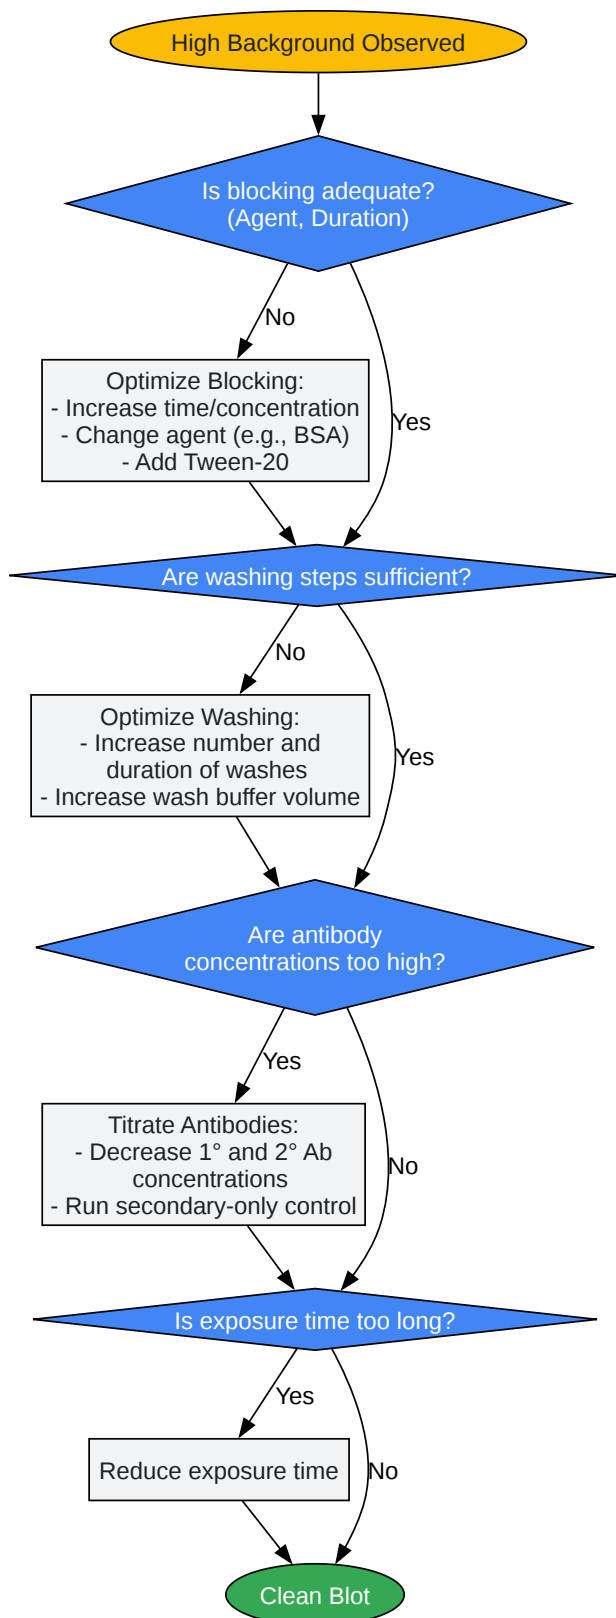 High Background Observed
Is blocking adequate?
(Agent, Duration)
No
Optimize Blocking:
- Increase time/concentration
- Change agent (e.g., BSA)
- Add Tween-20
Yes
Are washing steps sufficient?
No
Optimize Washing:
- Increase number and
duration of washes
- Increase wash buffer volume
Yes
Are antibody
concentrations too high?
Yes
Titrate Antibodies:
- Decrease 1° and 2° Ab
concentrations
- Run secondary-only control
No
Is exposure time too long?
Yes
Reduce exposure time
No
Clean Blot